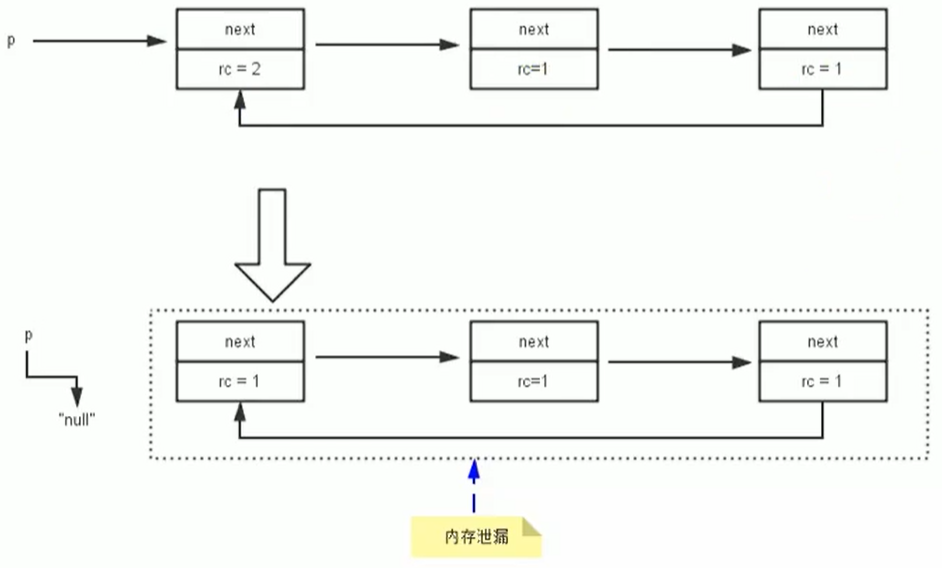 p
next
next
next
rc = 2
rc=1
rc = 1
p
next
next
next
rc = 1
rc=1
rc = 1
"null"
内存泄漏